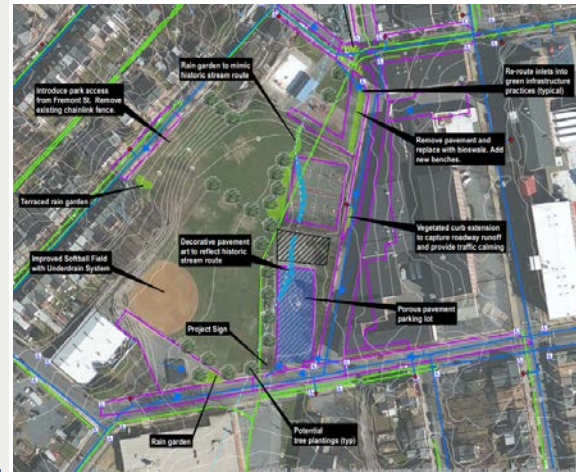 Rain garden to mimic
historic stream route
Introduce park access
from Fremont St. Remove
existing chainlink fence.
Re-route inlets into
green infrastructure
practices (typical)
Remove pavement and
replace with bioswale. Add
new benches.
Terraced rain garden
Vegetated curb extension
to capture roadway runoff
and provide traffic calming
Decorative pavement
art to reflect historic
stream route
Improved Softball Field
with Underdrain System
Porous pavement
parking lot
Project Sign
Rain garden
Potential
tree plantings (typ)